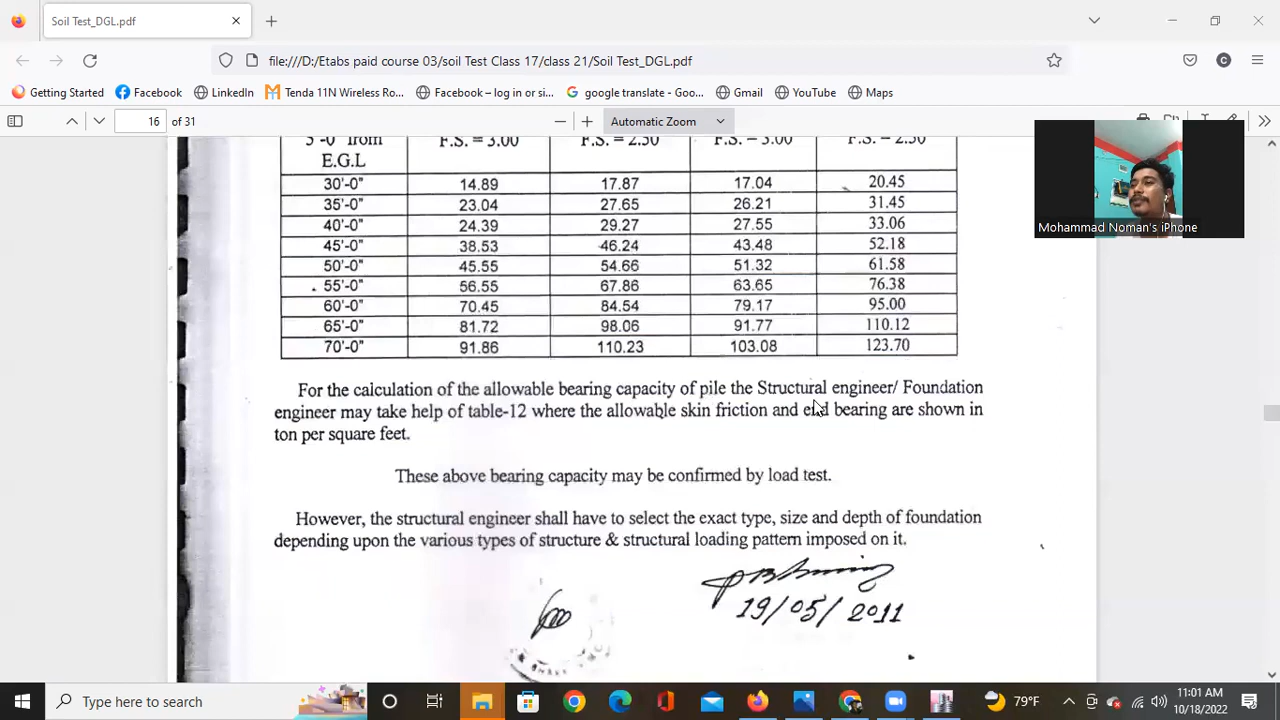 Soil Test_DGL.pdf
file:///D:/Etabs paid course 03/soil Test Class 17/class 21/Soil Test_DGL.pdf
Getting Started Facebook LinkedIn Tenda 11N Wireless Ro... Facebook – log in or si... google translate - Goo... Gmail YouTube Maps
16 of 31 Automatic Zoom
5'-0" from E.G.L F.S. = 3.00 F.S. = 2.50 F.S. = 3.00 F.S. = 2.50
30'-0" 14.89 17.87 17.04 20.45
35'-0" 23.04 27.65 26.21 31.45
40'-0" 24.39 29.27 27.55 33.06
45'-0" 38.53 46.24 43.48 52.18
50'-0" 45.55 54.66 51.32 61.58
55'-0" 56.55 67.86 63.65 76.38
60'-0" 70.45 84.54 79.17 95.00
65'-0" 81.72 98.06 91.77 110.12
70'-0" 91.86 110.23 103.08 123.70
Mohammad Noman's iPhone
For the calculation of the allowable bearing capacity of pile the Structural engineer/ Foundation
engineer may take help of table-12 where the allowable skin friction and end bearing are shown in
ton per square feet.
These above bearing capacity may be confirmed by load test.
However, the structural engineer shall have to select the exact type, size and depth of foundation
depending upon the various types of structure & structural loading pattern imposed on it.
19/05/2011
Type here to search
79°F
11:01 AM
10/18/2022